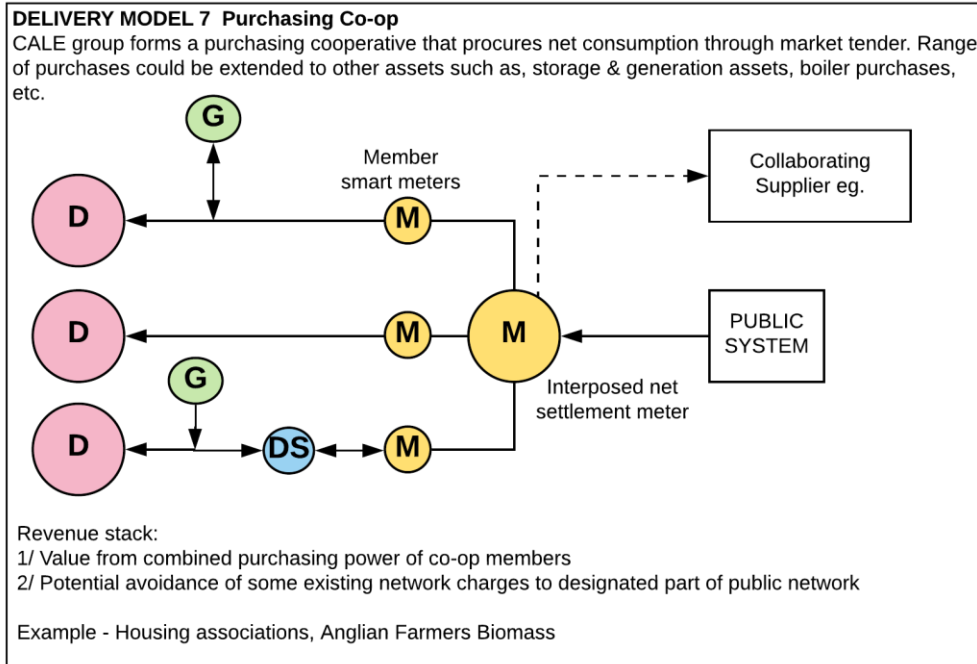 DELIVERY MODEL 7  Purchasing Co-op
CALE group forms a purchasing cooperative that procures net consumption through market tender. Range
of purchases could be extended to other assets such as, storage & generation assets, boiler purchases,
etc.
G
Member
smart meters
Collaborating
Supplier eg.
D
M
D
M
M
PUBLIC
SYSTEM
G
Interposed net
settlement meter
D
DS
M
Revenue stack:
1/ Value from combined purchasing power of co-op members
2/ Potential avoidance of some existing network charges to designated part of public network
Example - Housing associations, Anglian Farmers Biomass